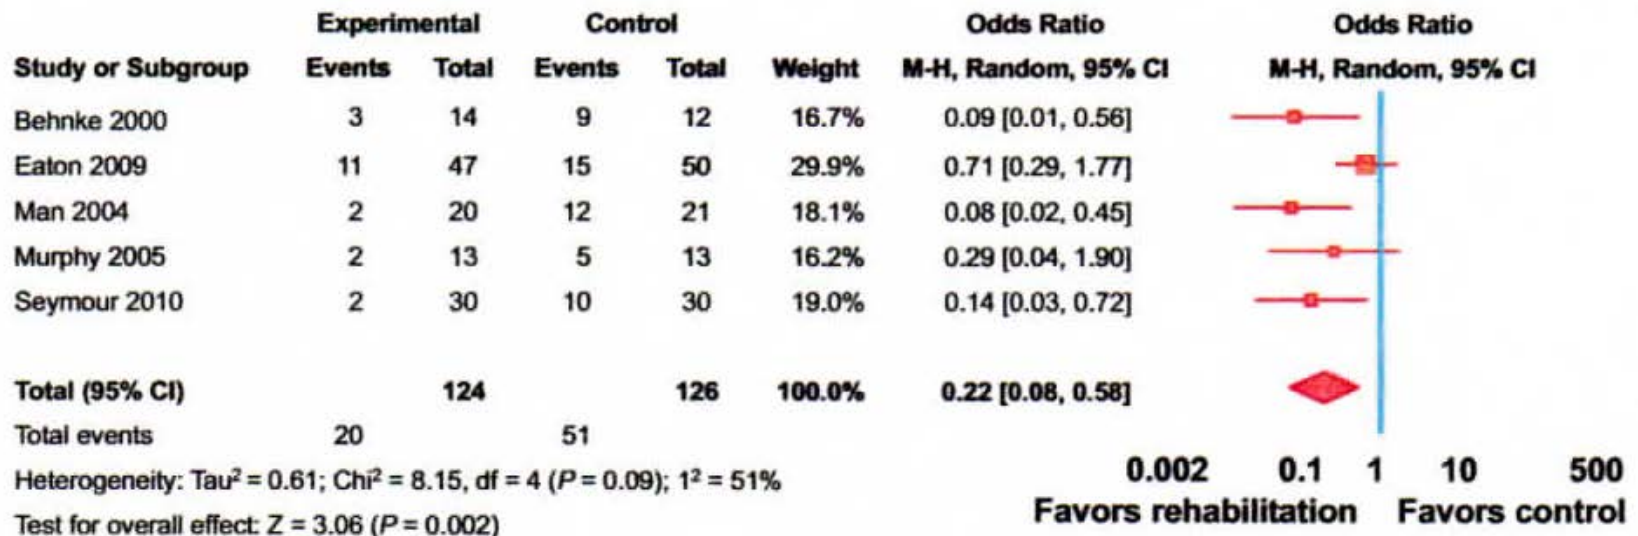 Experimental Control Odds Ratio Odds Ratio
Study or Subgroup Events Total Events Total Weight M-H, Random, 95% CI M-H, Random, 95% CI
Behnke 2000 3 14 9 12 16.7% 0.09 [0.01, 0.56]
Eaton 2009 11 47 15 50 29.9% 0.71 [0.29, 1.77]
Man 2004 2 20 12 21 18.1% 0.08 [0.02, 0.45]
Murphy 2005 2 13 5 13 16.2% 0.29 [0.04, 1.90]
Seymour 2010 2 30 10 30 19.0% 0.14 [0.03, 0.72]
Total (95% CI) 124 126 100.0% 0.22 [0.08, 0.58]
Total events 20 51
Heterogeneity: Tau² = 0.61; Chi² = 8.15, df = 4 (P = 0.09); 1² = 51%
Test for overall effect: Z = 3.06 (P = 0.002)
0.002 0.1 1 10 500
Favors rehabilitation Favors control